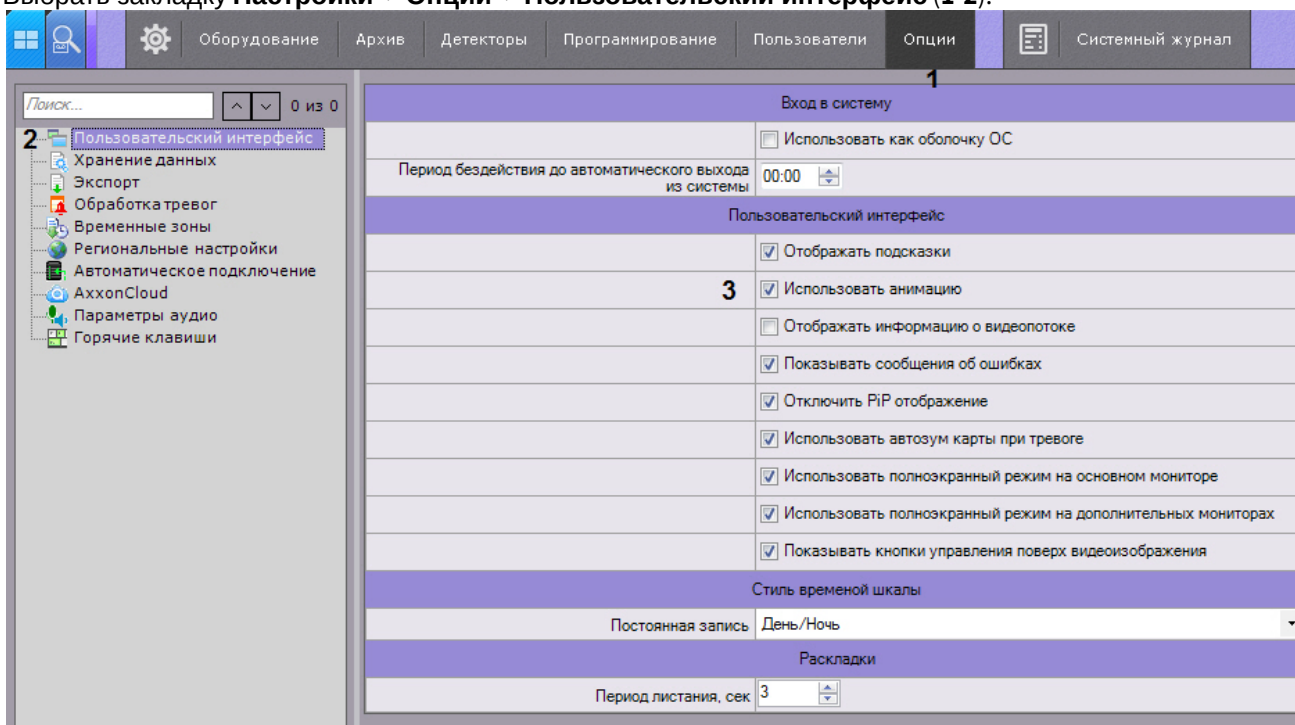 Выбрать закладку Настройки - Опции - Пользовательский интерфейс (1-2).
Оборудование Архив Детекторы Программирование Пользователи Опции Системный журнал
1
Поиск... 0 из 0
2 Пользовательский интерфейс
Хранение данных
Экспорт
Обработка тревог
Временные зоны
Региональные настройки
Автоматическое подключение
AxxonCloud
Параметры аудио
Горячие клавиши
Вход в систему
Использовать как оболочку ОС
Период бездействия до автоматического выхода
из системы 00:00
Пользовательский интерфейс
Отображать подсказки
3 Использовать анимацию
Отображать информацию о видеопотоке
Показывать сообщения об ошибках
Отключить PiP отображение
Использовать автозум карты при тревоге
Использовать полноэкранный режим на основном мониторе
Использовать полноэкранный режим на дополнительных мониторах
Показывать кнопки управления поверх видеоизображения
Стиль временой шкалы
Постоянная запись День/Ночь
Раскладки
Период листания, сек 3